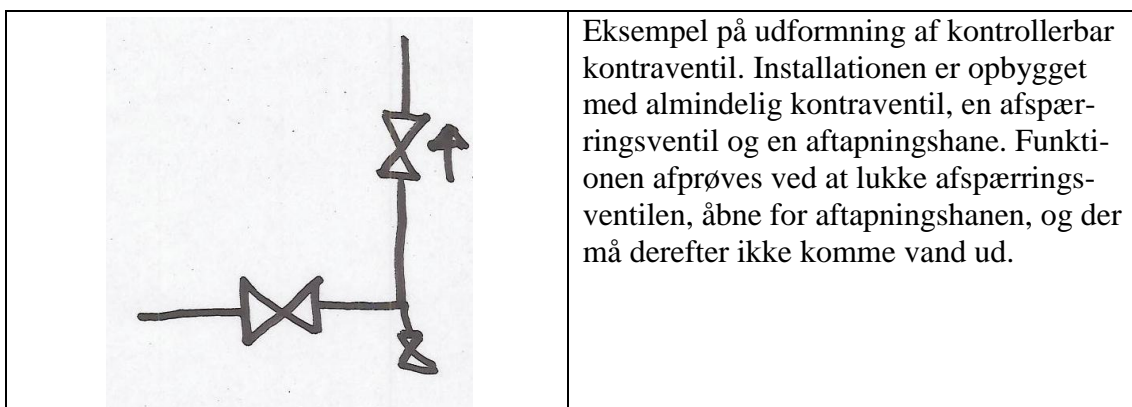 Eksempel på udformning af kontrollerbar
kontraventil. Installationen er opbygget
med almindelig kontraventil, en afspær-
ringsventil og en aftapningshane. Funkti-
onen afprøves ved at lukke afspærrings-
ventilen, åbne for aftapningshanen, og der
må derefter ikke komme vand ud.